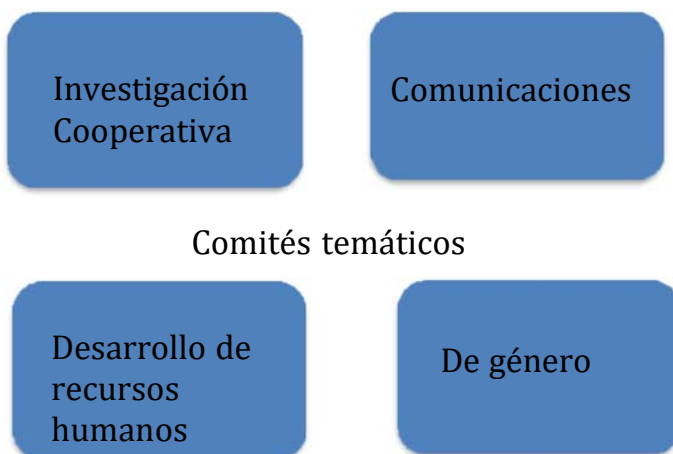 Investigación
Cooperativa
Comunicaciones
Comités temáticos
Desarrollo de
recursos
humanos
De género